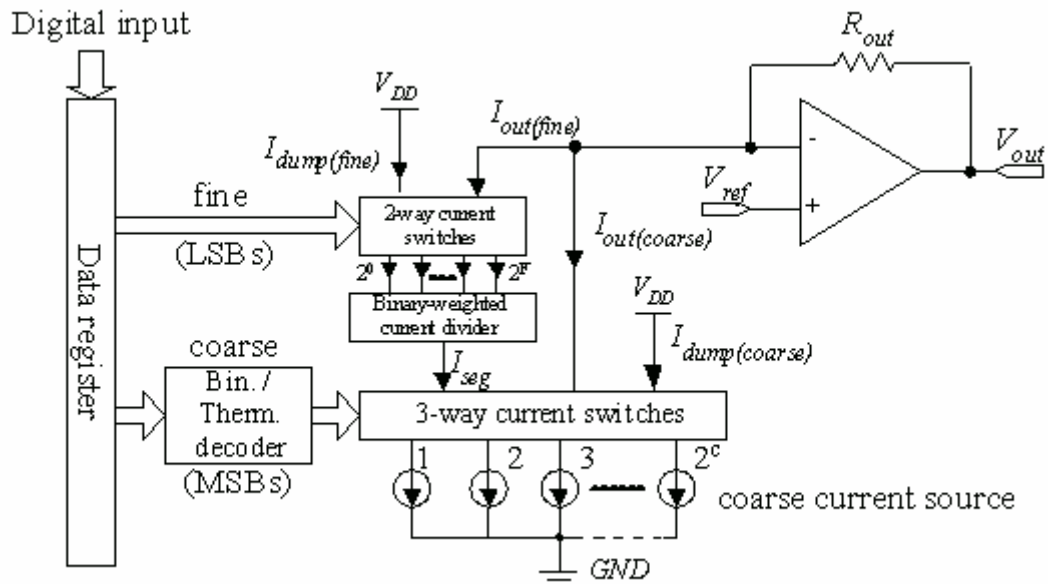 Digital input
Data register
fine
(LSBs)
coarse
Bin. /
Therm.
decoder
(MSBs)
V_DD
I_dump(fine)
I_out(fine)
2-way current
switches
2^0
2^F
Binary-weighted
current divider
I_seg
3-way current switches
1
2
3
2^c
coarse current source
GND
I_out(coarse)
V_DD
I_dump(coarse)
R_out
-
+
V_ref
V_out